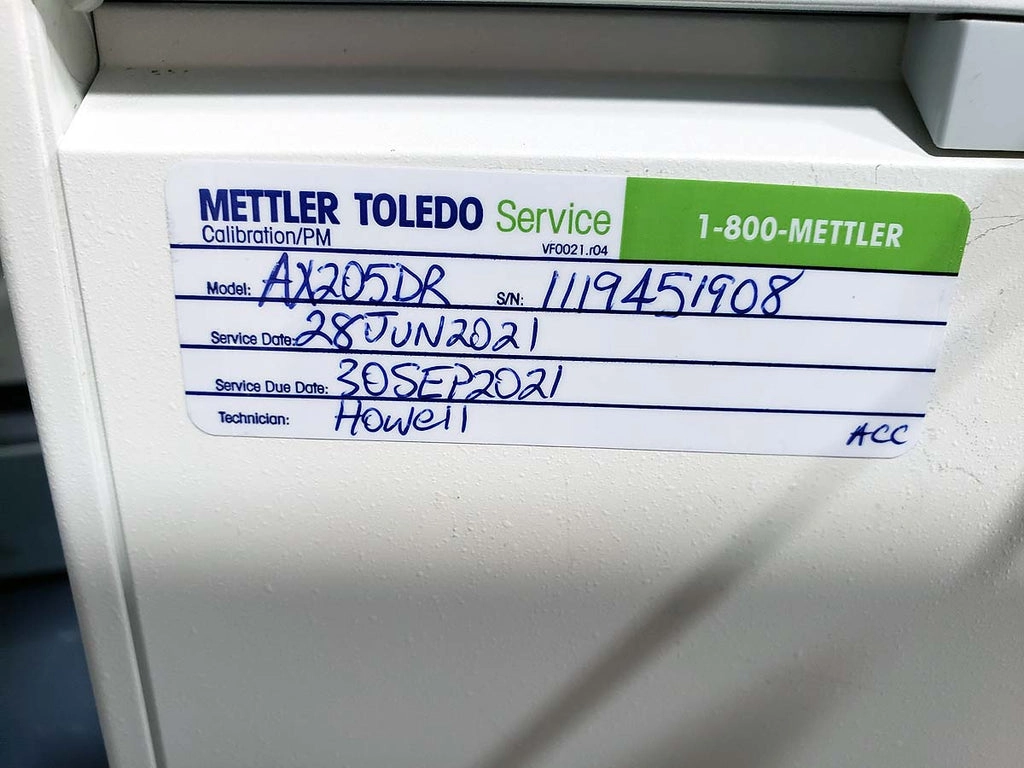 METTLER TOLEDO Service 1-800-METTLER
Calibration/PM VF0021.r04
Model: AX205DR S/N: 1119451908
Service Date: 28JUN2021
Service Due Date: 30SEP2021
Technician: Howell ACC